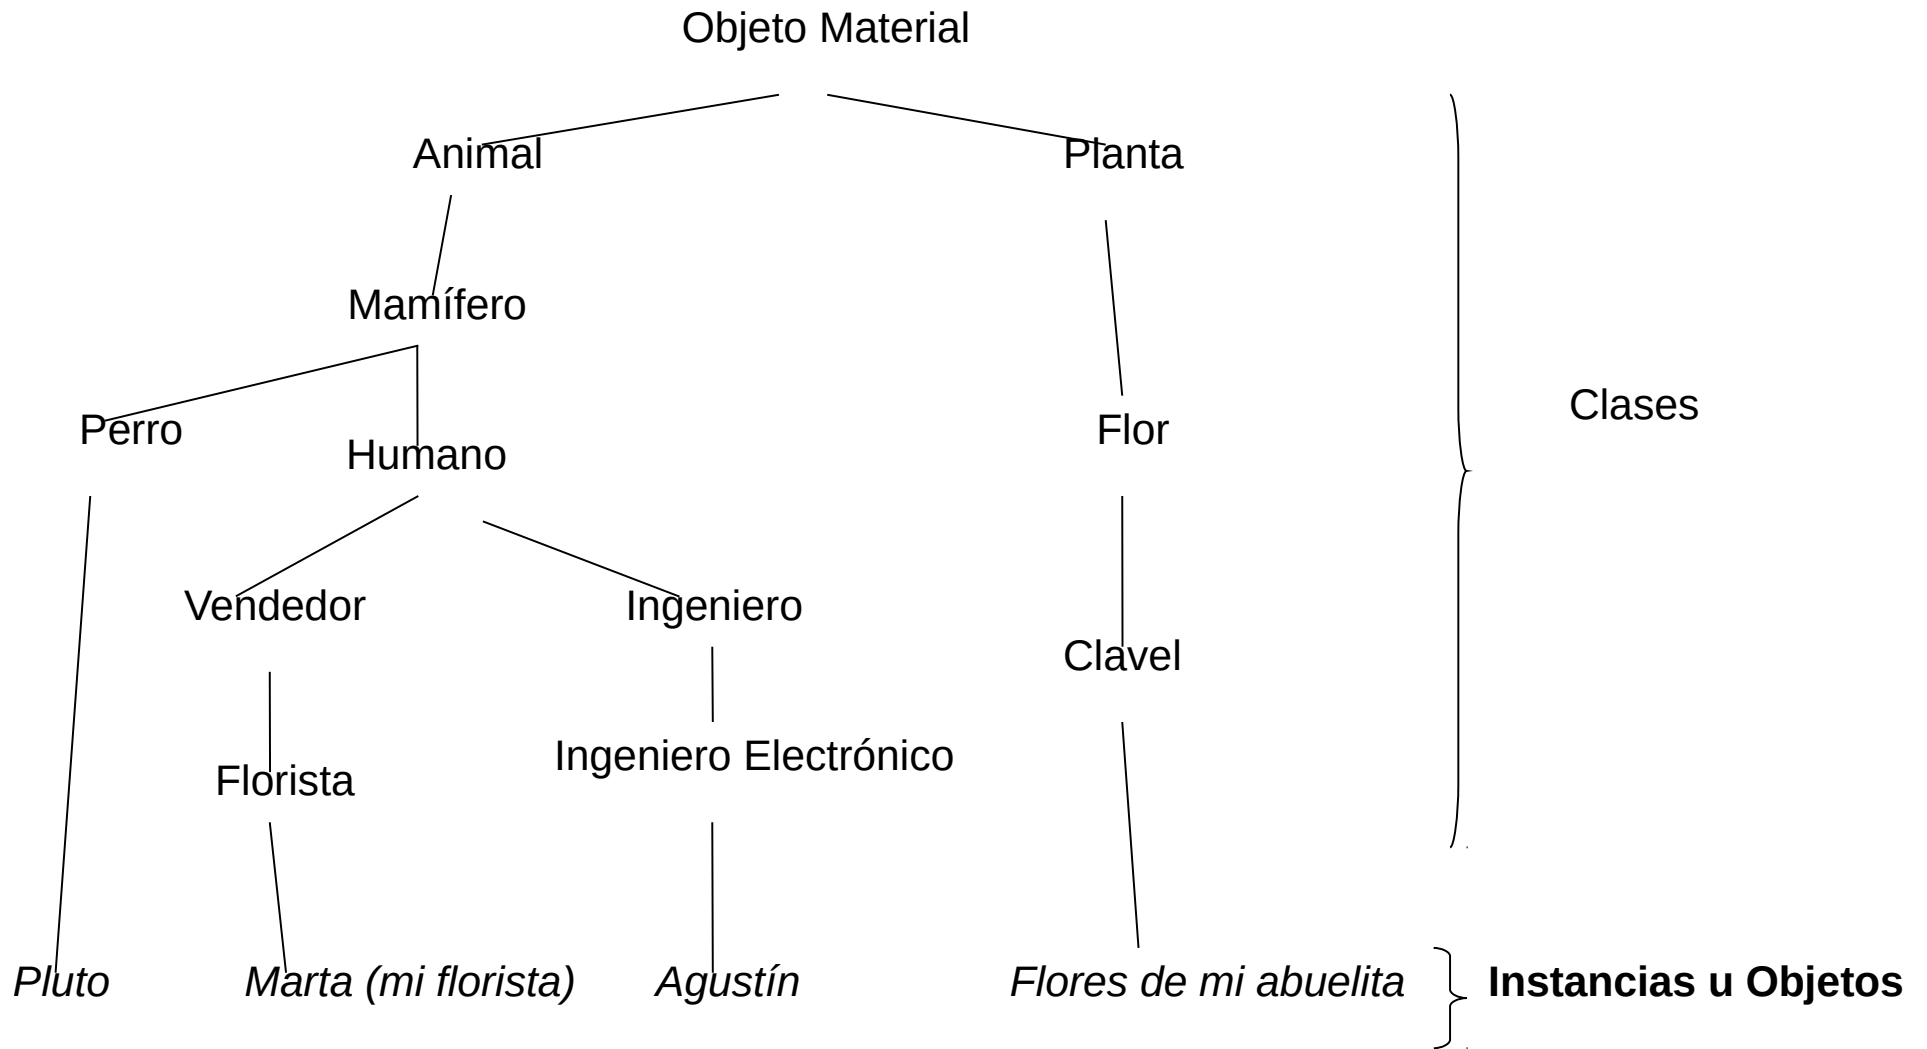 Objeto Material
Animal
Planta
Mamífero
Clases
Perro
Flor
Humano
Vendedor
Ingeniero
Clavel
Ingeniero Electrónico
Florista
Pluto
Marta (mi florista)
Agustín
Flores de mi abuelita
Instancias u Objetos